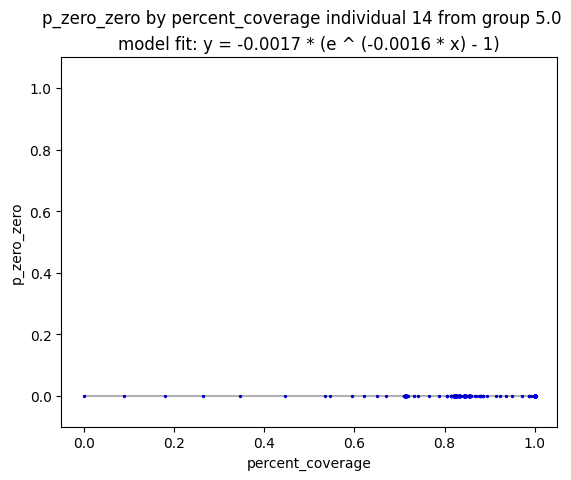 p_zero_zero by percent_coverage individual 14 from group 5.0
model fit: y = -0.0017 * (e ^ (-0.0016 * x) - 1)
1.0
0.8
0.6
0.4
0.2
0.0
p_zero_zero
0.0 0.2 0.4 0.6 0.8 1.0
percent_coverage